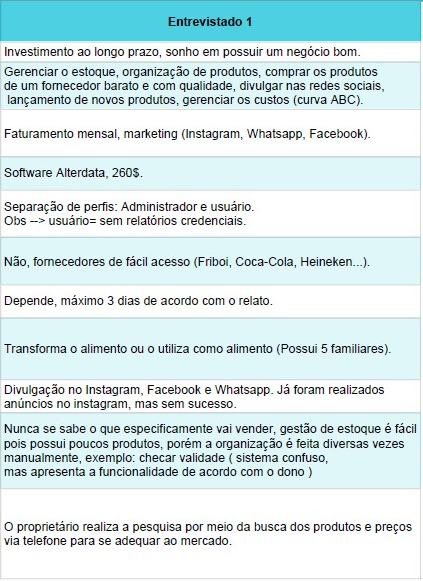 Entrevistado 1
Investimento ao longo prazo, sonho em possuir um negócio bom.
Gerenciar o estoque, organização de produtos, comprar os produtos
de um fornecedor barato e com qualidade, divulgar nas redes sociais,
lançamento de novos produtos, gerenciar os custos (curva ABC).
Faturamento mensal, marketing (Instagram, Whatsapp, Facebook).
Software Alterdata, 260$.
Separação de perfis: Administrador e usuário.
Obs --> usuário= sem relatórios credenciais.
Não, fornecedores de fácil acesso (Friboi, Coca-Cola, Heineken...).
Depende, máximo 3 dias de acordo com o relato.
Transforma o alimento ou o utiliza como alimento (Possui 5 familiares).
Divulgação no Instagram, Facebook e Whatsapp. Já foram realizados
anúncios no instagram, mas sem sucesso.
Nunca se sabe o que especificamente vai vender, gestão de estoque é fácil
pois possui poucos produtos, porém a organização é feita diversas vezes
manualmente, exemplo: checar validade ( sistema confuso,
mas apresenta a funcionalidade de acordo com o dono )
O proprietário realiza a pesquisa por meio da busca dos produtos e preços
via telefone para se adequar ao mercado.